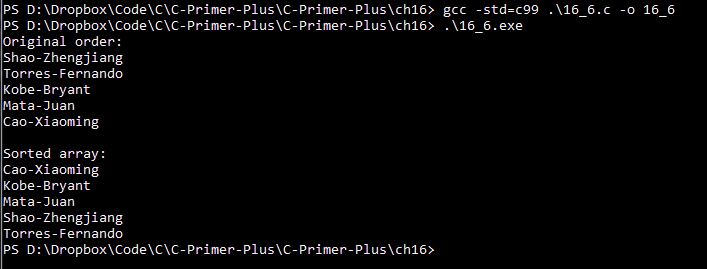 PS D:\Dropbox\Code\C\C-Primer-Plus\C-Primer-Plus\ch16> gcc -std=c99 .\16_6.c -o 16_6
PS D:\Dropbox\Code\C\C-Primer-Plus\C-Primer-Plus\ch16> .\16_6.exe
Original order:
Shao-Zhengjiang
Torres-Fernando
Kobe-Bryant
Mata-Juan
Cao-Xiaoming

Sorted array:
Cao-Xiaoming
Kobe-Bryant
Mata-Juan
Shao-Zhengjiang
Torres-Fernando
PS D:\Dropbox\Code\C\C-Primer-Plus\C-Primer-Plus\ch16>